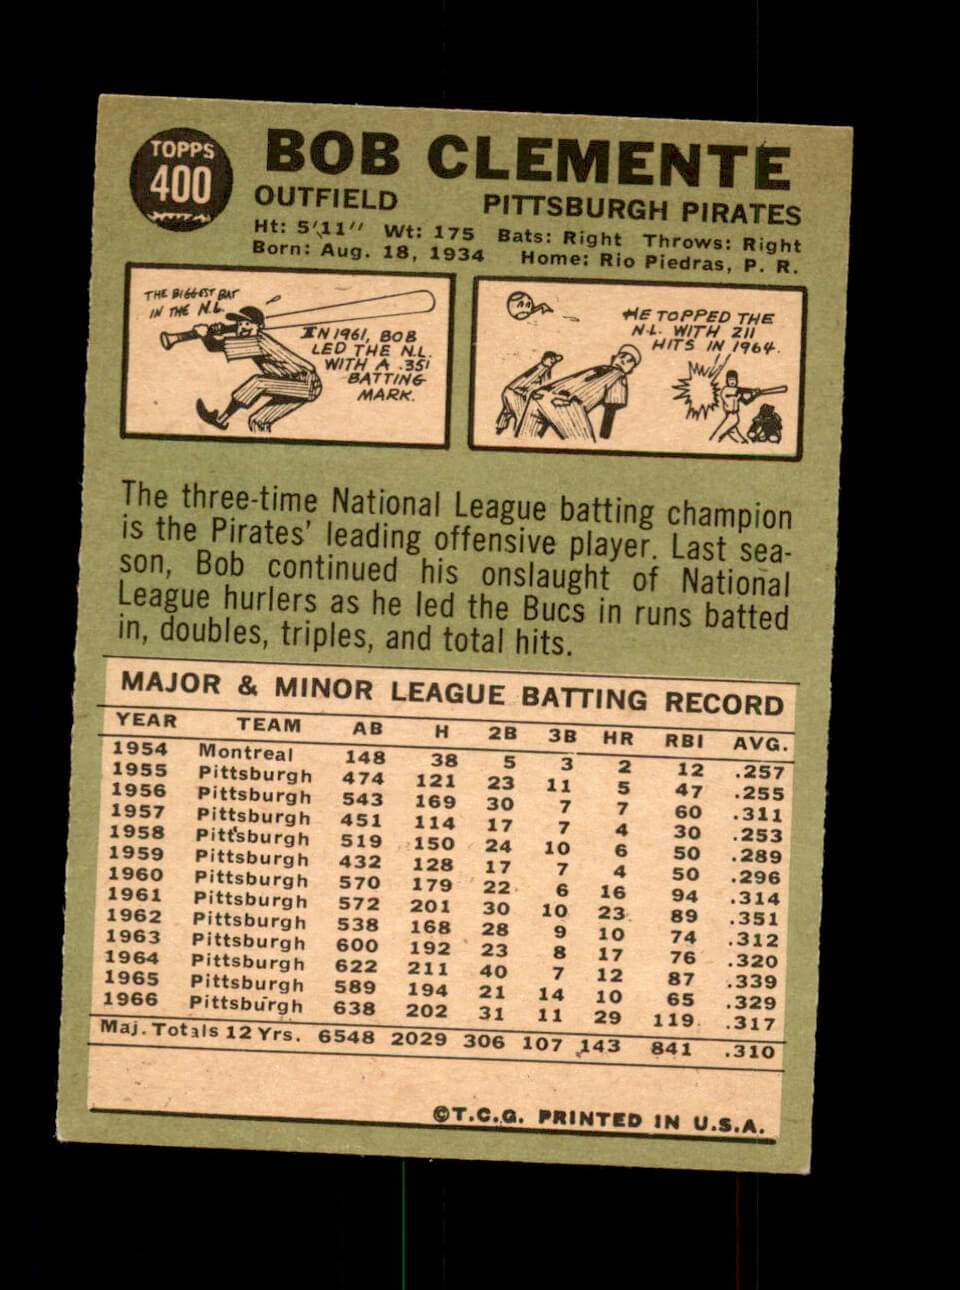 TOPPS
400
BOB CLEMENTE
OUTFIELD PITTSBURGH PIRATES
Ht: 5'11" Wt: 175 Bats: Right Throws: Right
Born: Aug. 18, 1934 Home: Rio Piedras, P. R.
THE BIGGEST BAT
IN THE N.L.
IN 1961, BOB
LED THE N.L.
WITH A .351
BATTING
MARK.
HE TOPPED THE
N.L. WITH 211
HITS IN 1964.
The three-time National League batting champion
is the Pirates' leading offensive player. Last sea-
son, Bob continued his onslaught of National
League hurlers as he led the Bucs in runs batted
in, doubles, triples, and total hits.
MAJOR & MINOR LEAGUE BATTING RECORD
YEAR TEAM AB H 2B 3B HR RBI AVG.
1954 Montreal 148 38 5 3 2 12 .257
1955 Pittsburgh 474 121 23 11 5 47 .255
1956 Pittsburgh 543 169 30 7 7 60 .311
1957 Pittsburgh 451 114 17 7 4 30 .253
1958 Pittsburgh 519 150 24 10 6 50 .289
1959 Pittsburgh 432 128 17 7 4 50 .296
1960 Pittsburgh 570 179 22 6 16 94 .314
1961 Pittsburgh 572 201 30 10 23 89 .351
1962 Pittsburgh 538 168 28 9 10 74 .312
1963 Pittsburgh 600 192 23 8 17 76 .320
1964 Pittsburgh 622 211 40 7 12 87 .339
1965 Pittsburgh 589 194 21 14 10 65 .329
1966 Pittsburgh 638 202 31 11 29 119 .317
Maj. Totals 12 Yrs. 6548 2029 306 107 143 841 .310
©T.C.G. PRINTED IN U.S.A.